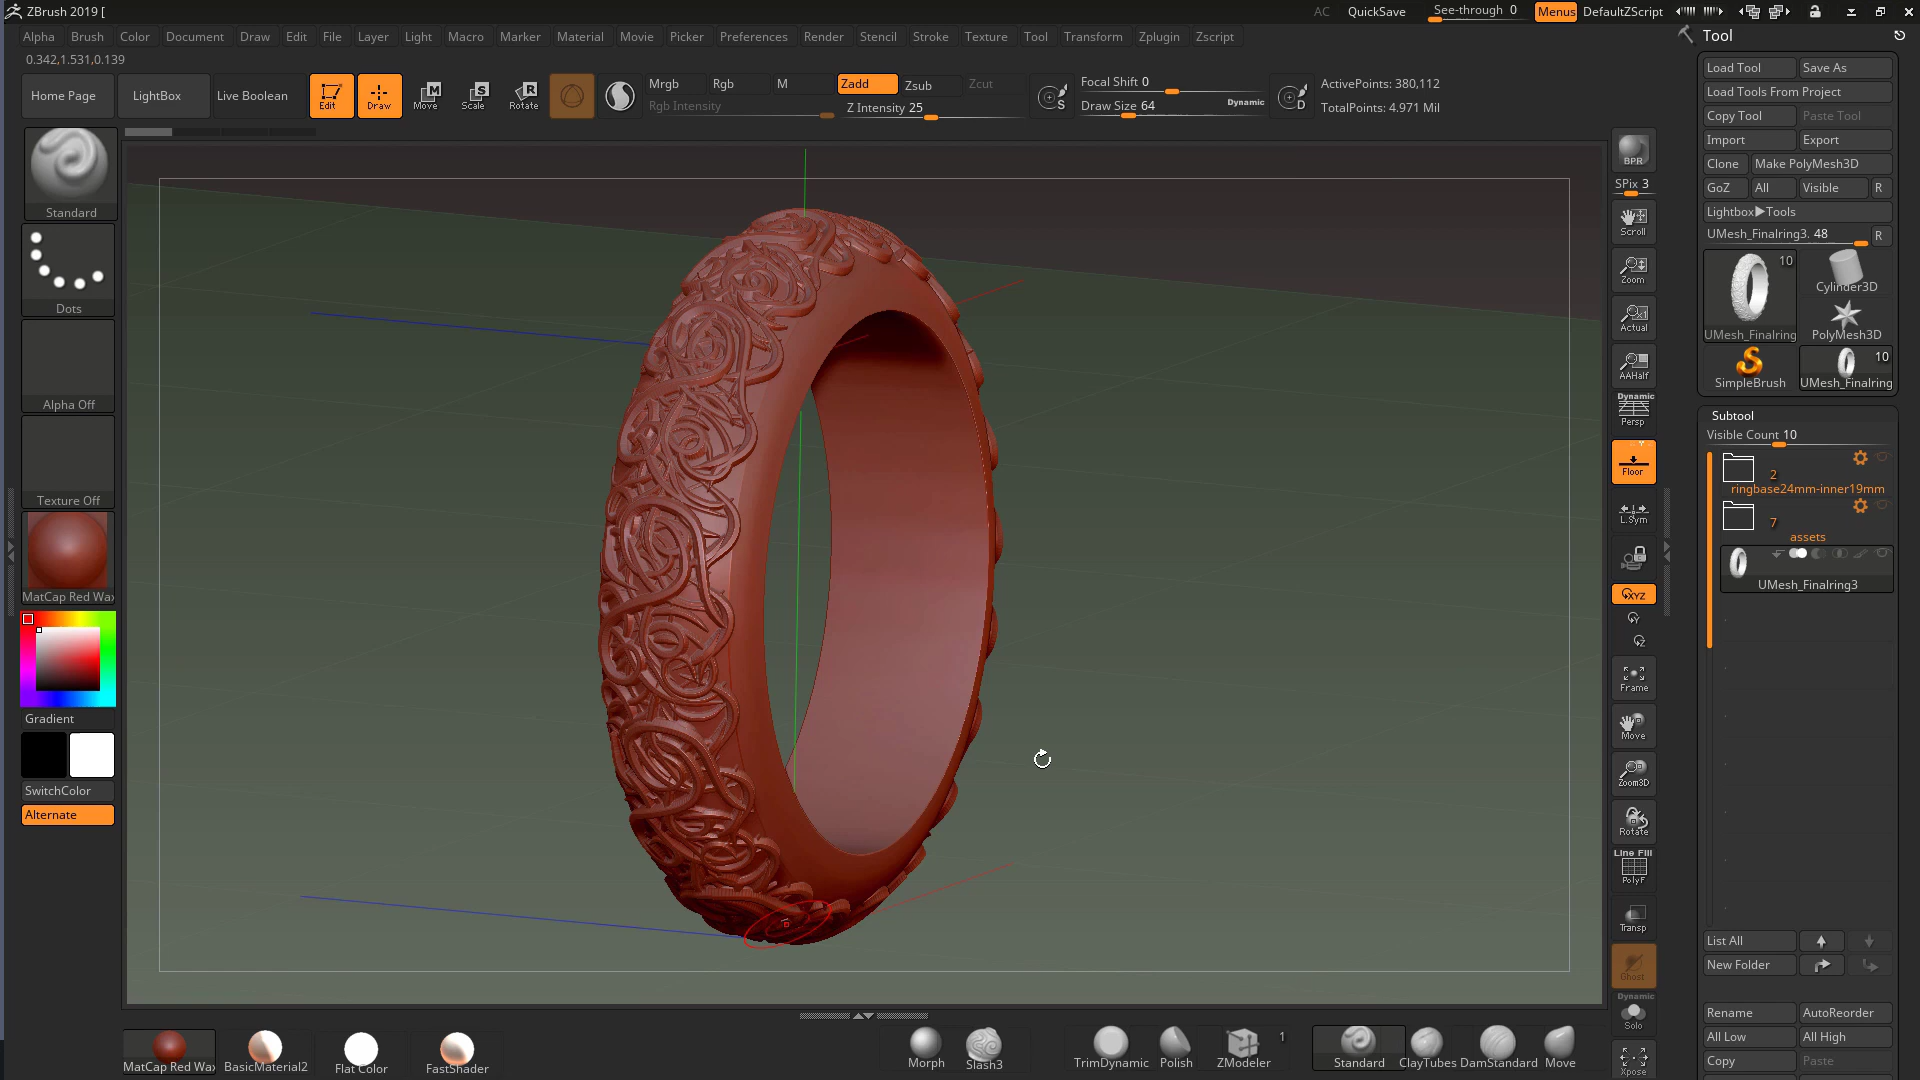 ZBrush 2019 [
AC QuickSave See-through 0 Menus DefaultZScript
Alpha Brush Color Document Draw Edit File Layer Light Macro Marker Material Movie Picker Preferences Render Stencil Stroke Texture Tool Transform Zplugin Zscript
0.342,1.531,0.139
Home Page LightBox Live Boolean Edit Draw Move Scale Rotate
M S R
Mrgb Rgb M Zadd Zsub Zcut
Rgb Intensity Z Intensity 25
S Focal Shift 0
Draw Size 64 Dynamic
D ActivePoints: 380,112
TotalPoints: 4.971 Mil
Standard
Dots
Alpha Off
Texture Off
MatCap Red Wax
Gradient
SwitchColor
Alternate
BPR
SPix 3
Scroll
Zoom
Actual
AAHalf
Dynamic
Persp
Floor
L.Sym
XYZ
Y
Z
Frame
Move
Zoom3D
Rotate
Line Fill
PolyF
Transp
Ghost
Dynamic
Solo
Xpose
Tool
Load Tool Save As
Load Tools From Project
Copy Tool Paste Tool
Import Export
Clone Make PolyMesh3D
GoZ All Visible R
Lightbox▶Tools
UMesh_Finalring3. 48 R
10
UMesh_Finalring
Cylinder3D
PolyMesh3D
SimpleBrush
10
UMesh_Finalring
Subtool
Visible Count 10
2
ringbase24mm-inner19mm
7
assets
UMesh_Finalring3
List All
New Folder
Rename AutoReorder
All Low All High
Copy Paste
MatCap Red Wax BasicMaterial2 Flat Color FastShader Morph Slash3 TrimDynamic Polish ZModeler 1 Standard ClayTubes DamStandard Move